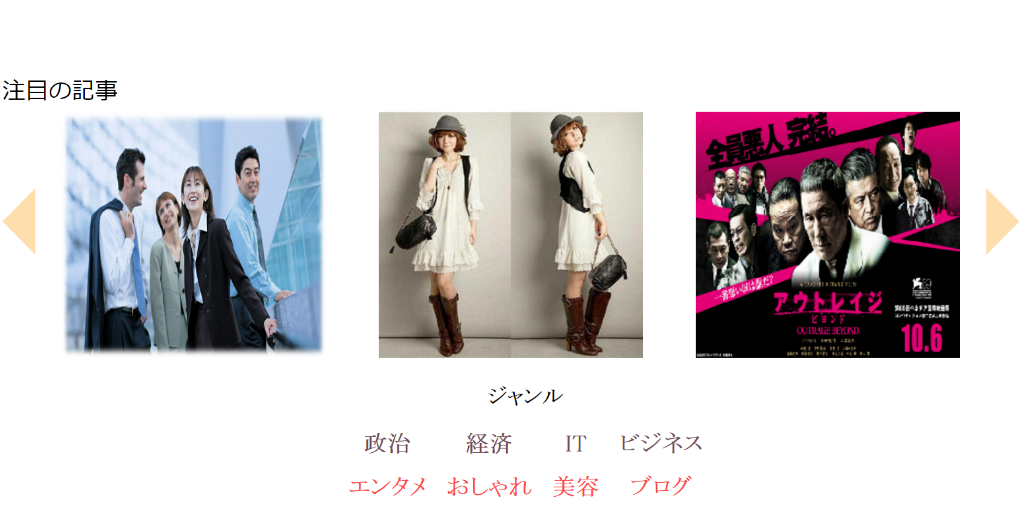 注目の記事
全員悪人 完結。
一番悪い奴は誰だ?
アウトレイジ
ビヨンド
OUTRAGE BEYOND
10.6
ジャンル
政治 経済 IT ビジネス
エンタメ おしゃれ 美容 ブログ